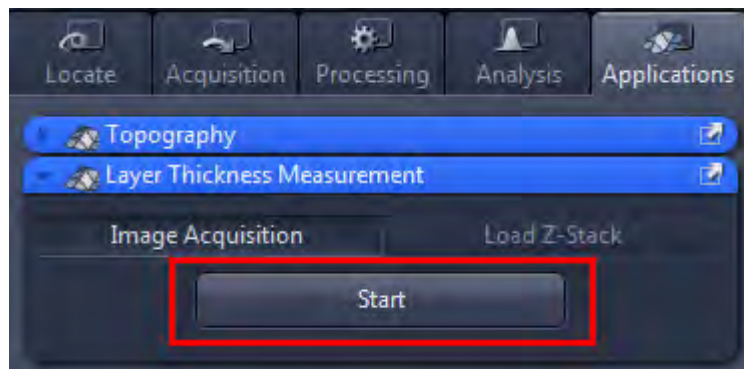 Locate Acquisition Processing Analysis Applications
Topography
Layer Thickness Measurement
Image Acquisition Load Z-Stack
Start